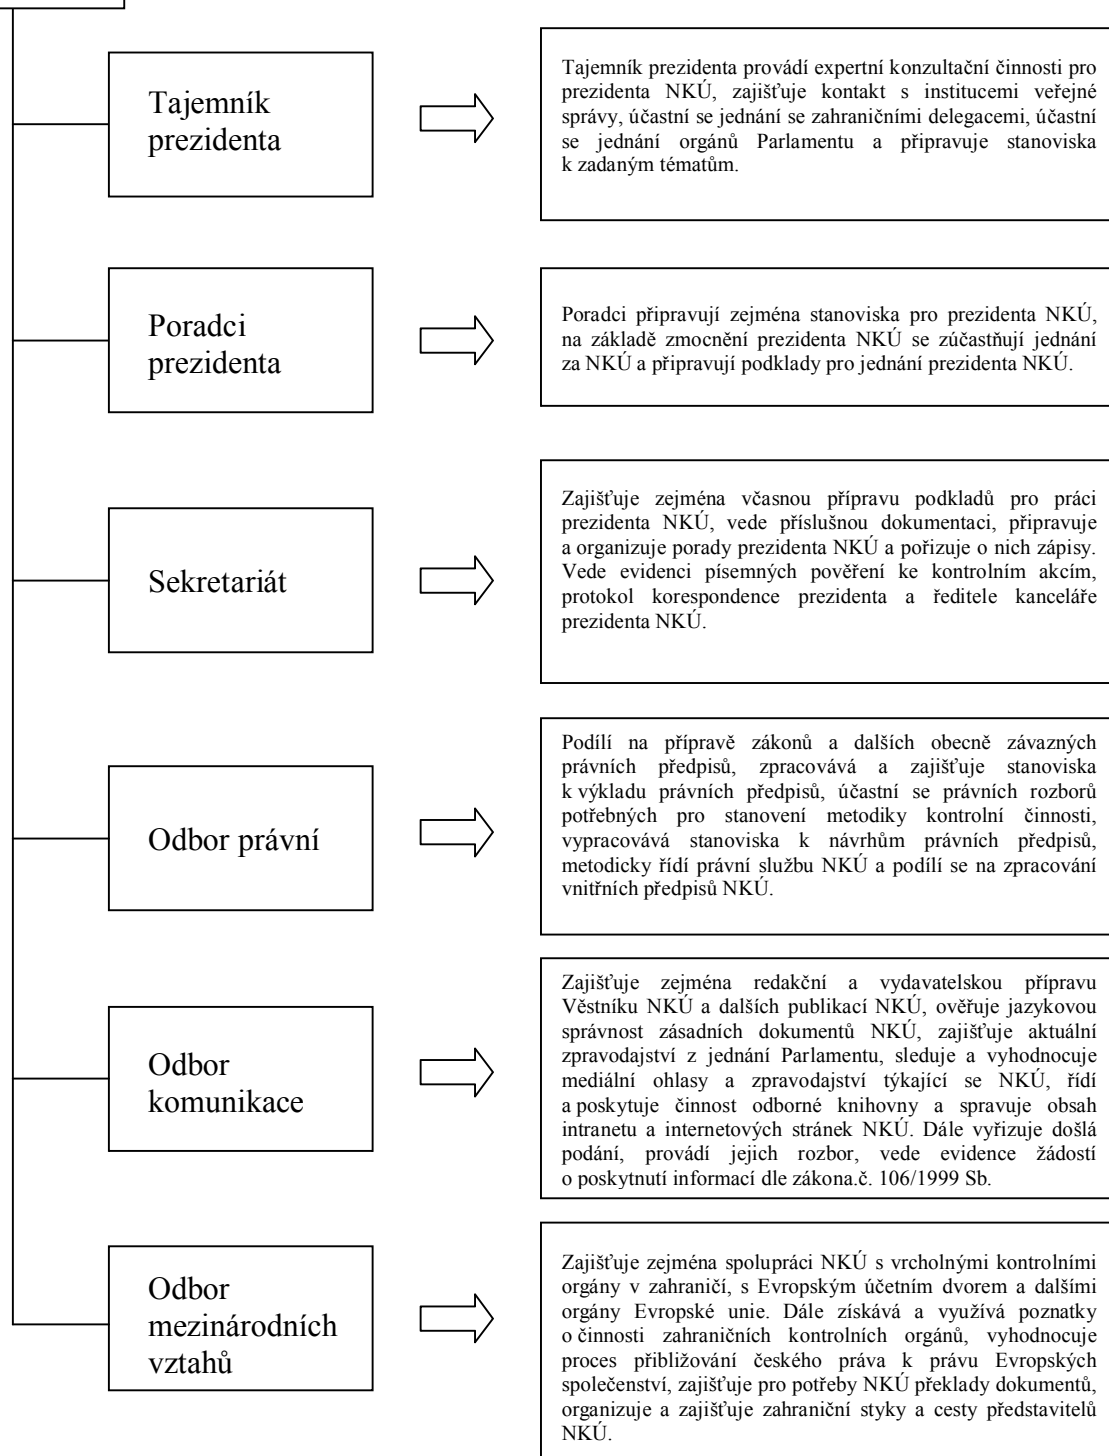 Tajemník
prezidenta
Tajemník prezidenta provádí expertní konzultační činnosti pro
prezidenta NKÚ, zajišťuje kontakt s institucemi veřejné
správy, účastní se jednání se zahraničními delegacemi, účastní
se jednání orgánů Parlamentu a připravuje stanoviska
k zadaným tématům.
Poradci
prezidenta
Poradci připravují zejména stanoviska pro prezidenta NKÚ,
na základě zmocnění prezidenta NKÚ se zúčastňují jednání
za NKÚ a připravují podklady pro jednání prezidenta NKÚ.
Sekretariát
Zajišťuje zejména včasnou přípravu podkladů pro práci
prezidenta NKÚ, vede příslušnou dokumentaci, připravuje
a organizuje porady prezidenta NKÚ a pořizuje o nich zápisy.
Vede evidenci písemných pověření ke kontrolním akcím,
protokol korespondence prezidenta a ředitele kanceláře
prezidenta NKÚ.
Odbor právní
Podílí na přípravě zákonů a dalších obecně závazných
právních předpisů, zpracovává a zajišťuje stanoviska
k výkladu právních předpisů, účastní se právních rozborů
potřebných pro stanovení metodiky kontrolní činnosti,
vypracovává stanoviska k návrhům právních předpisů,
metodicky řídí právní službu NKÚ a podílí se na zpracování
vnitřních předpisů NKÚ.
Odbor
komunikace
Zajišťuje zejména redakční a vydavatelskou přípravu
Věstníku NKÚ a dalších publikací NKÚ, ověřuje jazykovou
správnost zásadních dokumentů NKÚ, zajišťuje aktuální
zpravodajství z jednání Parlamentu, sleduje a vyhodnocuje
mediální ohlasy a zpravodajství týkající se NKÚ, řídí
a poskytuje činnost odborné knihovny a spravuje obsah
intranetu a internetových stránek NKÚ. Dále vyřizuje došlá
podání, provádí jejich rozbor, vede evidence žádostí
o poskytnutí informací dle zákona.č. 106/1999 Sb.
Odbor
mezinárodních
vztahů
Zajišťuje zejména spolupráci NKÚ s vrcholnými kontrolními
orgány v zahraničí, s Evropským účetním dvorem a dalšími
orgány Evropské unie. Dále získává a využívá poznatky
o činnosti zahraničních kontrolních orgánů, vyhodnocuje
proces přibližování českého práva k právu Evropských
společenství, zajišťuje pro potřeby NKÚ překlady dokumentů,
organizuje a zajišťuje zahraniční styky a cesty představitelů
NKÚ.